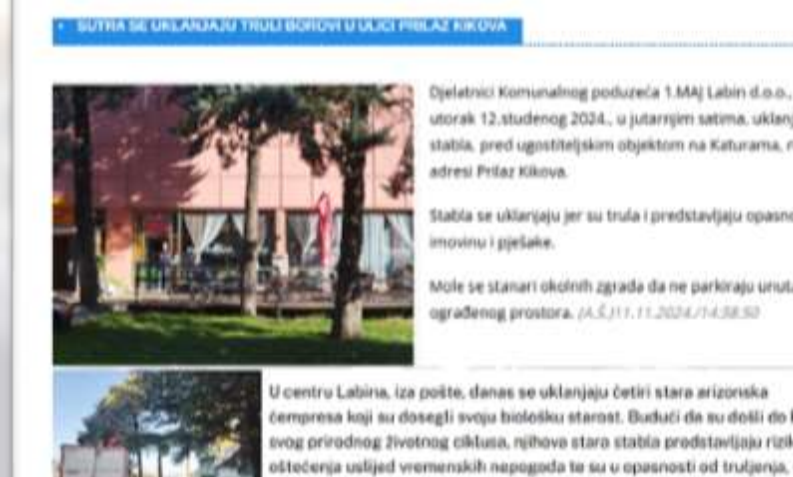 • SUTRA SE UKLANJAJU TRULI BOROVI U ULICI PRILAZ KIKOVA
Djelatnici Komunalnog poduzeća 1.MAJ Labin d.o.o.,
utorak 12.studenog 2024., u jutarnjim satima, uklanj
stabla, pred ugostiteljskim objektom na Katurama, n
adresi Prilaz Kikova.
Stabla se uklanjaju jer su trula i predstavljaju opasno
imovinu i pješake.
Mole se stanari okolnih zgrada da ne parkiraju unuta
ograđenog prostora. (A.Š.)11.11.2024./14:38:50
U centru Labina, iza pošte, danas se uklanjaju četiri stara arizonska
čempresa koji su dosegli svoju biološku starost. Budući da su došli do k
svog prirodnog životnog ciklusa, njihova stara stabla predstavljaju rizik
oštećenja uslijed vremenskih nepogoda te su u opasnosti od truljenja,